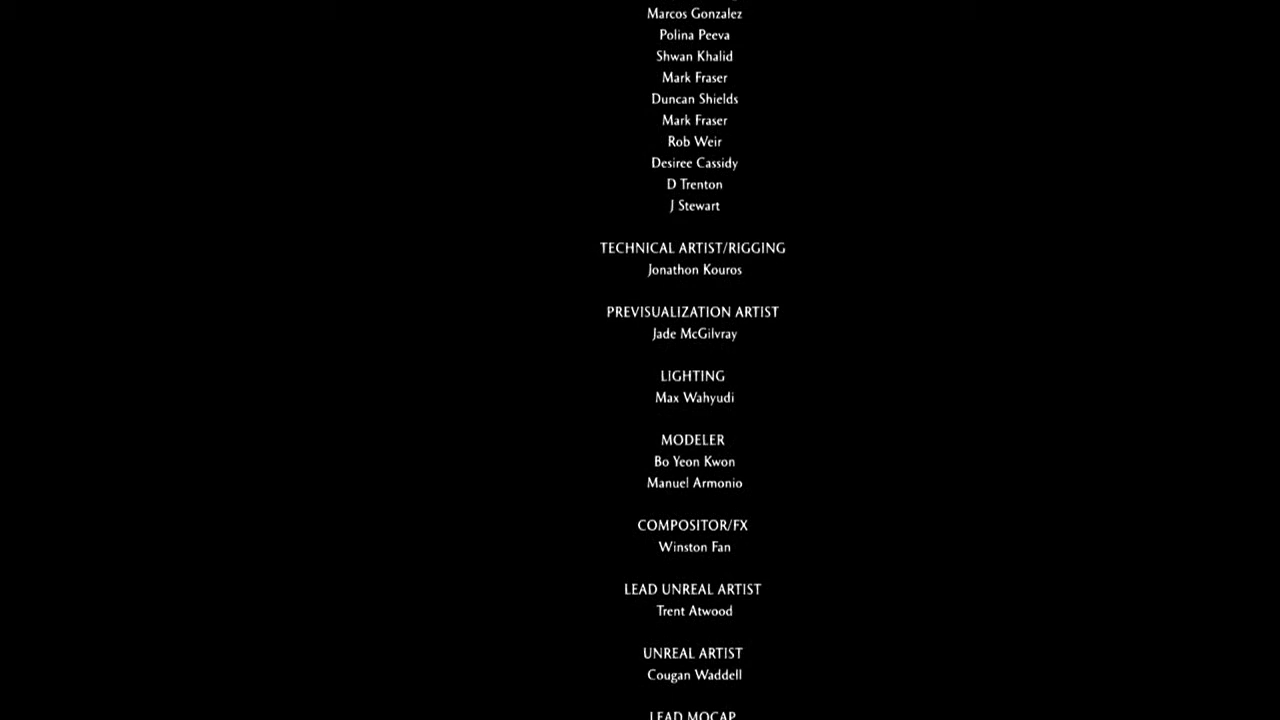 Marcos Gonzalez
Polina Peeva
Shwan Khalid
Mark Fraser
Duncan Shields
Mark Fraser
Rob Weir
Desiree Cassidy
D Trenton
J Stewart
TECHNICAL ARTIST/RIGGING
Jonathon Kouros
PREVISUALIZATION ARTIST
Jade McGilvray
LIGHTING
Max Wahyudi
MODELER
Bo Yeon Kwon
Manuel Armonio
COMPOSITOR/FX
Winston Fan
LEAD UNREAL ARTIST
Trent Atwood
UNREAL ARTIST
Cougan Waddell
LEAD MOCAP